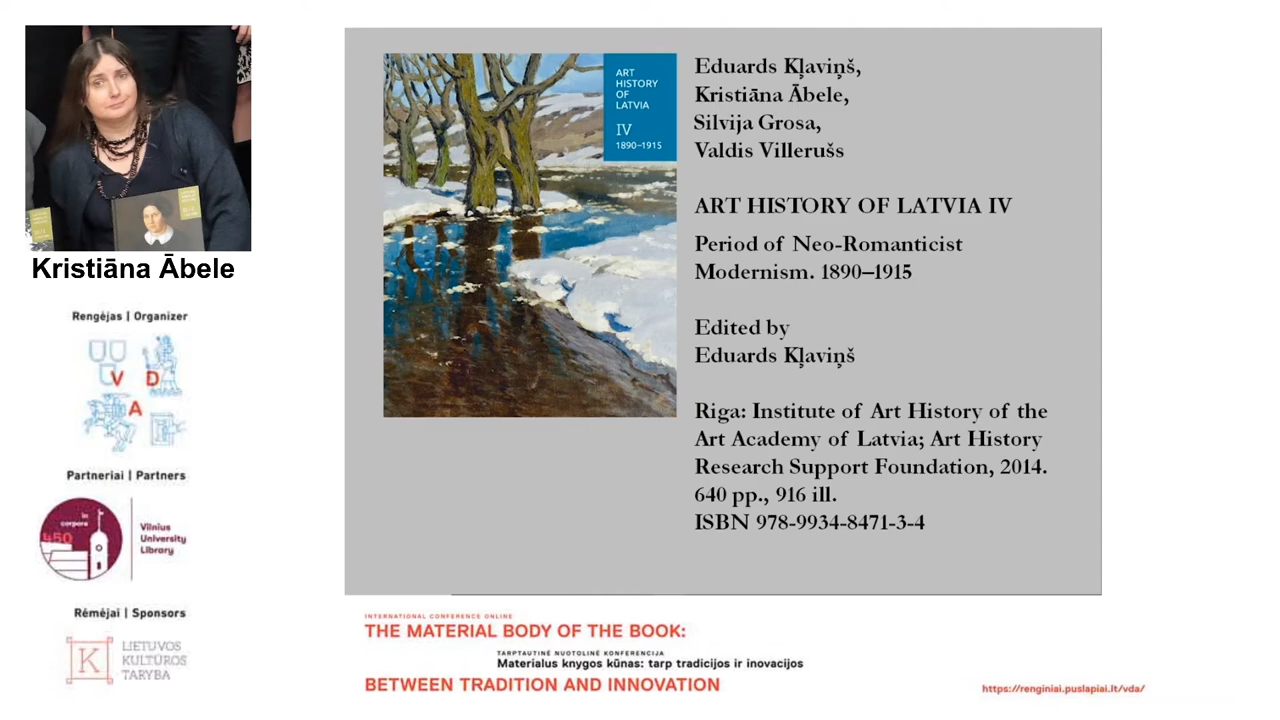 Kristiāna Ābele
Rengėjas | Organizer
V D
A
Partneriai | Partners
in
corpore
450
Vilnius
University
Library
Rėmėjai | Sponsors
K
LIETUVOS
KULTŪROS
TARYBA
ART
HISTORY
OF
LATVIA
IV
1890–1915
Eduards Kļaviņš,
Kristiāna Ābele,
Silvija Grosa,
Valdis Villerušs
ART HISTORY OF LATVIA IV
Period of Neo-Romanticist
Modernism. 1890–1915
Edited by
Eduards Kļaviņš
Riga: Institute of Art History of the
Art Academy of Latvia; Art History
Research Support Foundation, 2014.
640 pp., 916 ill.
ISBN 978-9934-8471-3-4
INTERNATIONAL CONFERENCE ONLINE
THE MATERIAL BODY OF THE BOOK:
TARPTAUTINĖ NUOTOLINĖ KONFERENCIJA
Materialus knygos kūnas: tarp tradicijos ir inovacijos
BETWEEN TRADITION AND INNOVATION
https://renginiai.puslapiai.lt/vda/